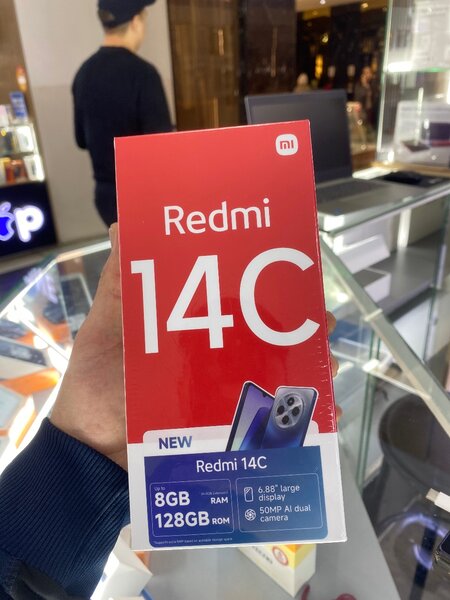 mi
Redmi
14C
NEW
Redmi 14C
Up to
8GB RAM
128GB ROM
6.88" large
display
50MP AI dual
camera